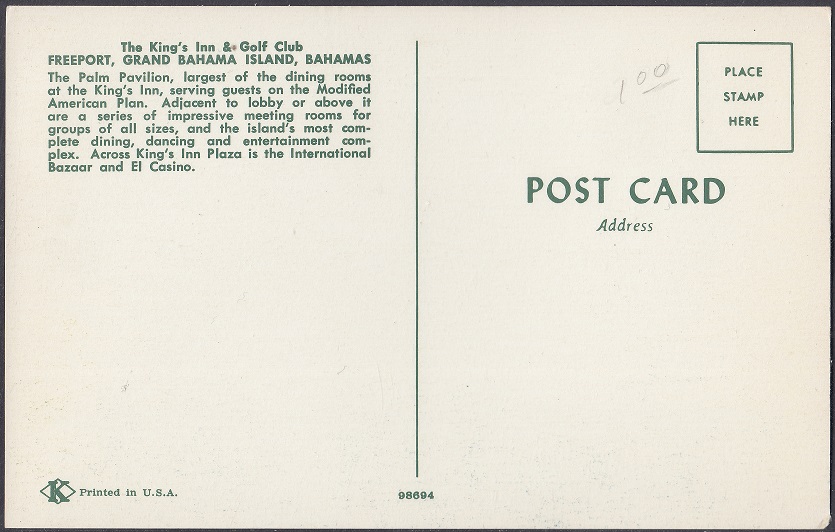 The King's Inn & Golf Club
FREEPORT, GRAND BAHAMA ISLAND, BAHAMAS
The Palm Pavilion, largest of the dining rooms
at the King's Inn, serving guests on the Modified
American Plan. Adjacent to lobby or above it
are a series of impressive meeting rooms for
groups of all sizes, and the island's most com-
plete dining, dancing and entertainment com-
plex. Across King's Inn Plaza is the International
Bazaar and El Casino.
1 00
PLACE
STAMP
HERE
POST CARD
Address
K Printed in U.S.A.
98694